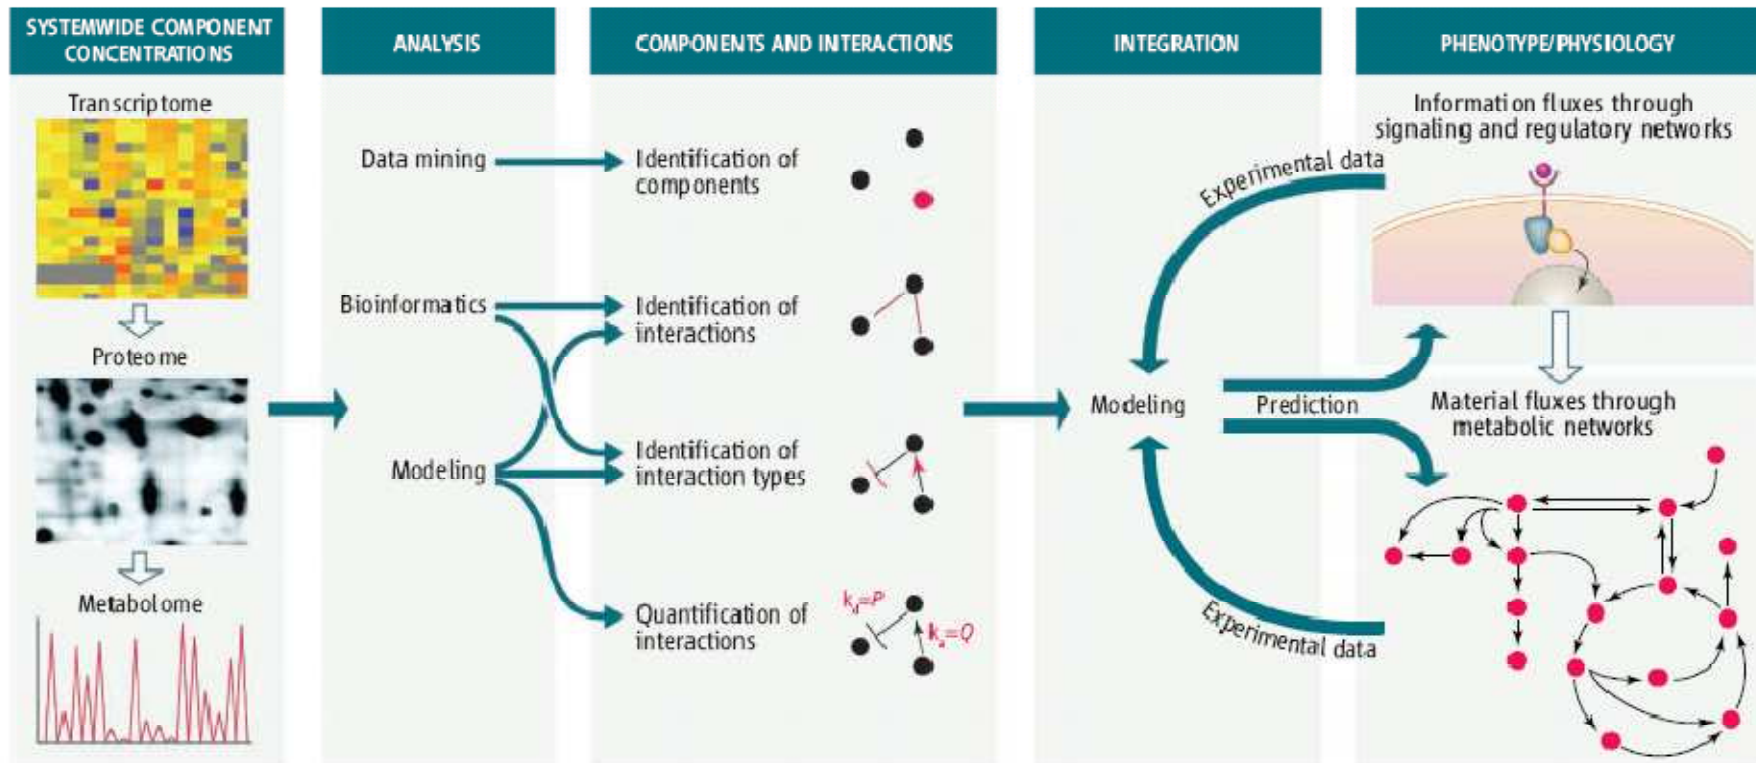 SYSTEMWIDE COMPONENT
CONCENTRATIONS
Transcriptome
Proteome
Metabolome
ANALYSIS
Data mining
Bioinformatics
Modeling
COMPONENTS AND INTERACTIONS
Identification of
components
Identification of
interactions
Identification of
interaction types
Quantification of
interactions
k_d=P
k_a=Q
INTEGRATION
Experimental data
Modeling
Prediction
Experimental data
PHENOTYPE/PHYSIOLOGY
Information fluxes through
signaling and regulatory networks
Material fluxes through
metabolic networks